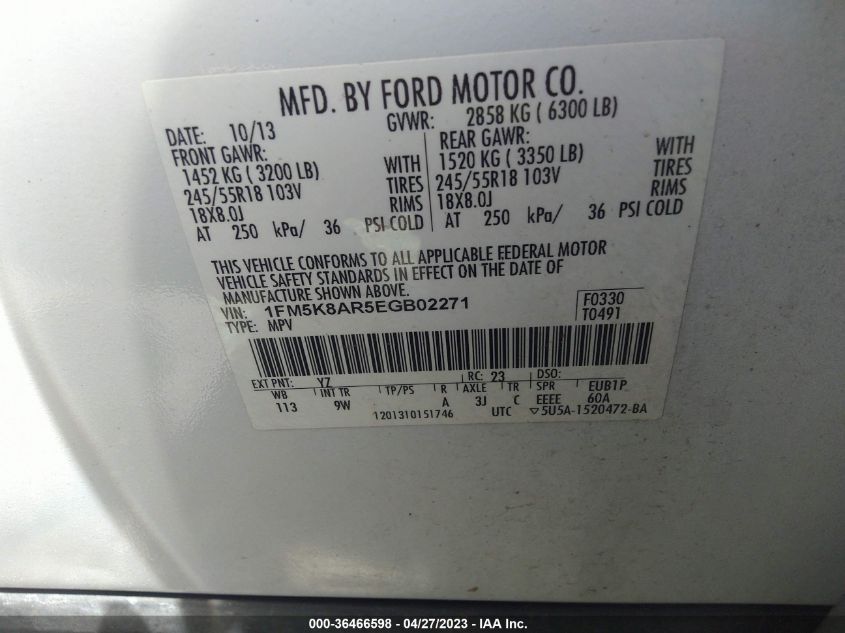 MFD. BY FORD MOTOR CO.
DATE: 10/13 GVWR: 2858 KG ( 6300 LB)
FRONT GAWR: REAR GAWR:
1452 KG ( 3200 LB) WITH 1520 KG ( 3350 LB) WITH
245/55R18 103V TIRES 245/55R18 103V TIRES
18X8.0J RIMS 18X8.0J RIMS
AT 250 kPa/ 36 PSI COLD AT 250 kPa/ 36 PSI COLD
THIS VEHICLE CONFORMS TO ALL APPLICABLE FEDERAL MOTOR
VEHICLE SAFETY STANDARDS IN EFFECT ON THE DATE OF
MANUFACTURE SHOWN ABOVE.
VIN: 1FM5K8AR5EGB02271 F0330
TYPE: MPV T0491
EXT PNT: YZ RC: 23 DSO:
WB INT TR TP/PS R AXLE TR SPR EUB1P
113 9W A 3J C EEEE 60A
1201310151746 UTC ▽5U5A-1520472-BA
000-36466598 - 04/27/2023 - IAA Inc.